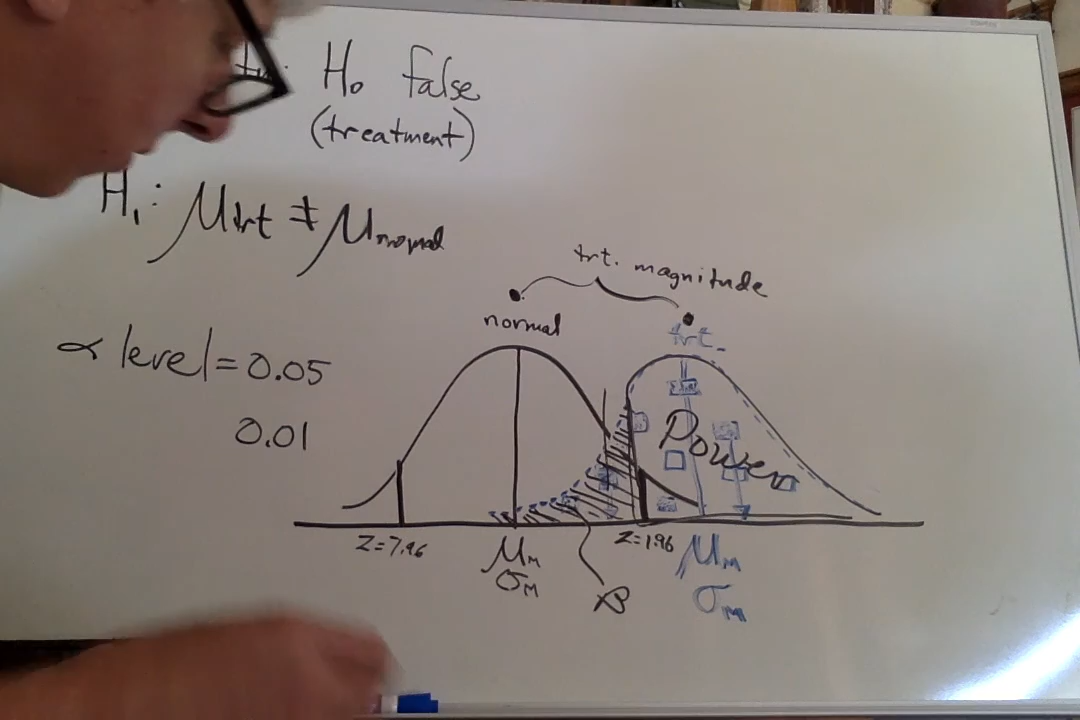 H₀ false
(treatment)
H₁: μtrt ≠ μnormal
trt. magnitude
normal
trt.
α level = 0.05
0.01
Power
Z=1.96
μM
σM
β
Z=1.96
μM
σM